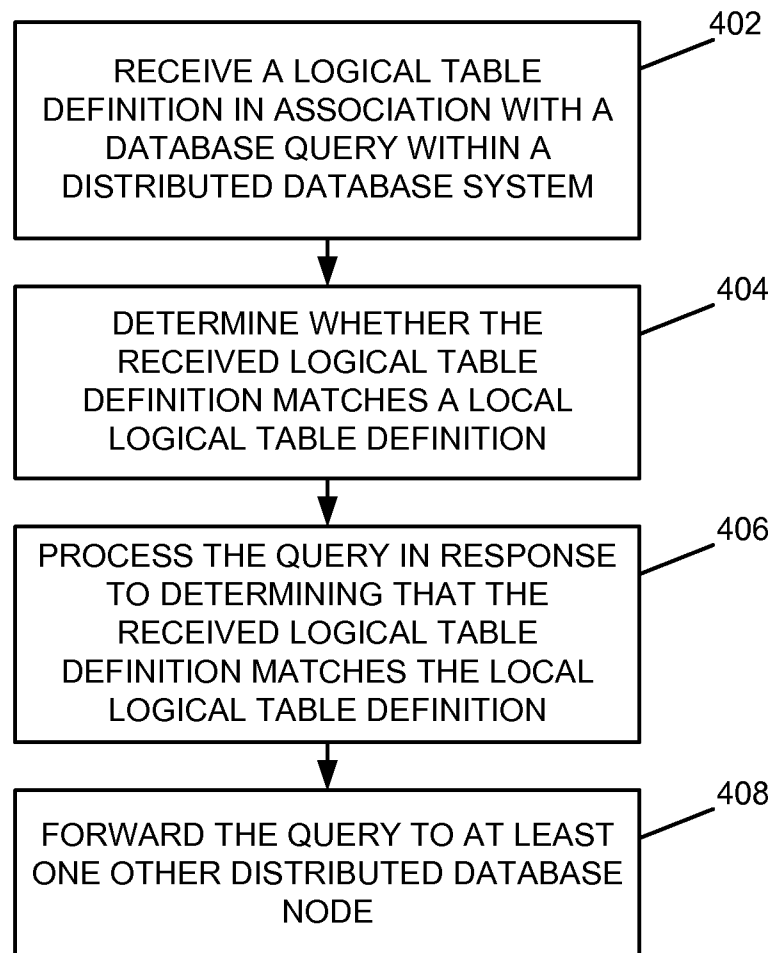 402
RECEIVE A LOGICAL TABLE
DEFINITION IN ASSOCIATION WITH A
DATABASE QUERY WITHIN A
DISTRIBUTED DATABASE SYSTEM
404
DETERMINE WHETHER THE
RECEIVED LOGICAL TABLE
DEFINITION MATCHES A LOCAL
LOGICAL TABLE DEFINITION
406
PROCESS THE QUERY IN RESPONSE
TO DETERMINING THAT THE
RECEIVED LOGICAL TABLE
DEFINITION MATCHES THE LOCAL
LOGICAL TABLE DEFINITION
408
FORWARD THE QUERY TO AT LEAST
ONE OTHER DISTRIBUTED DATABASE
NODE